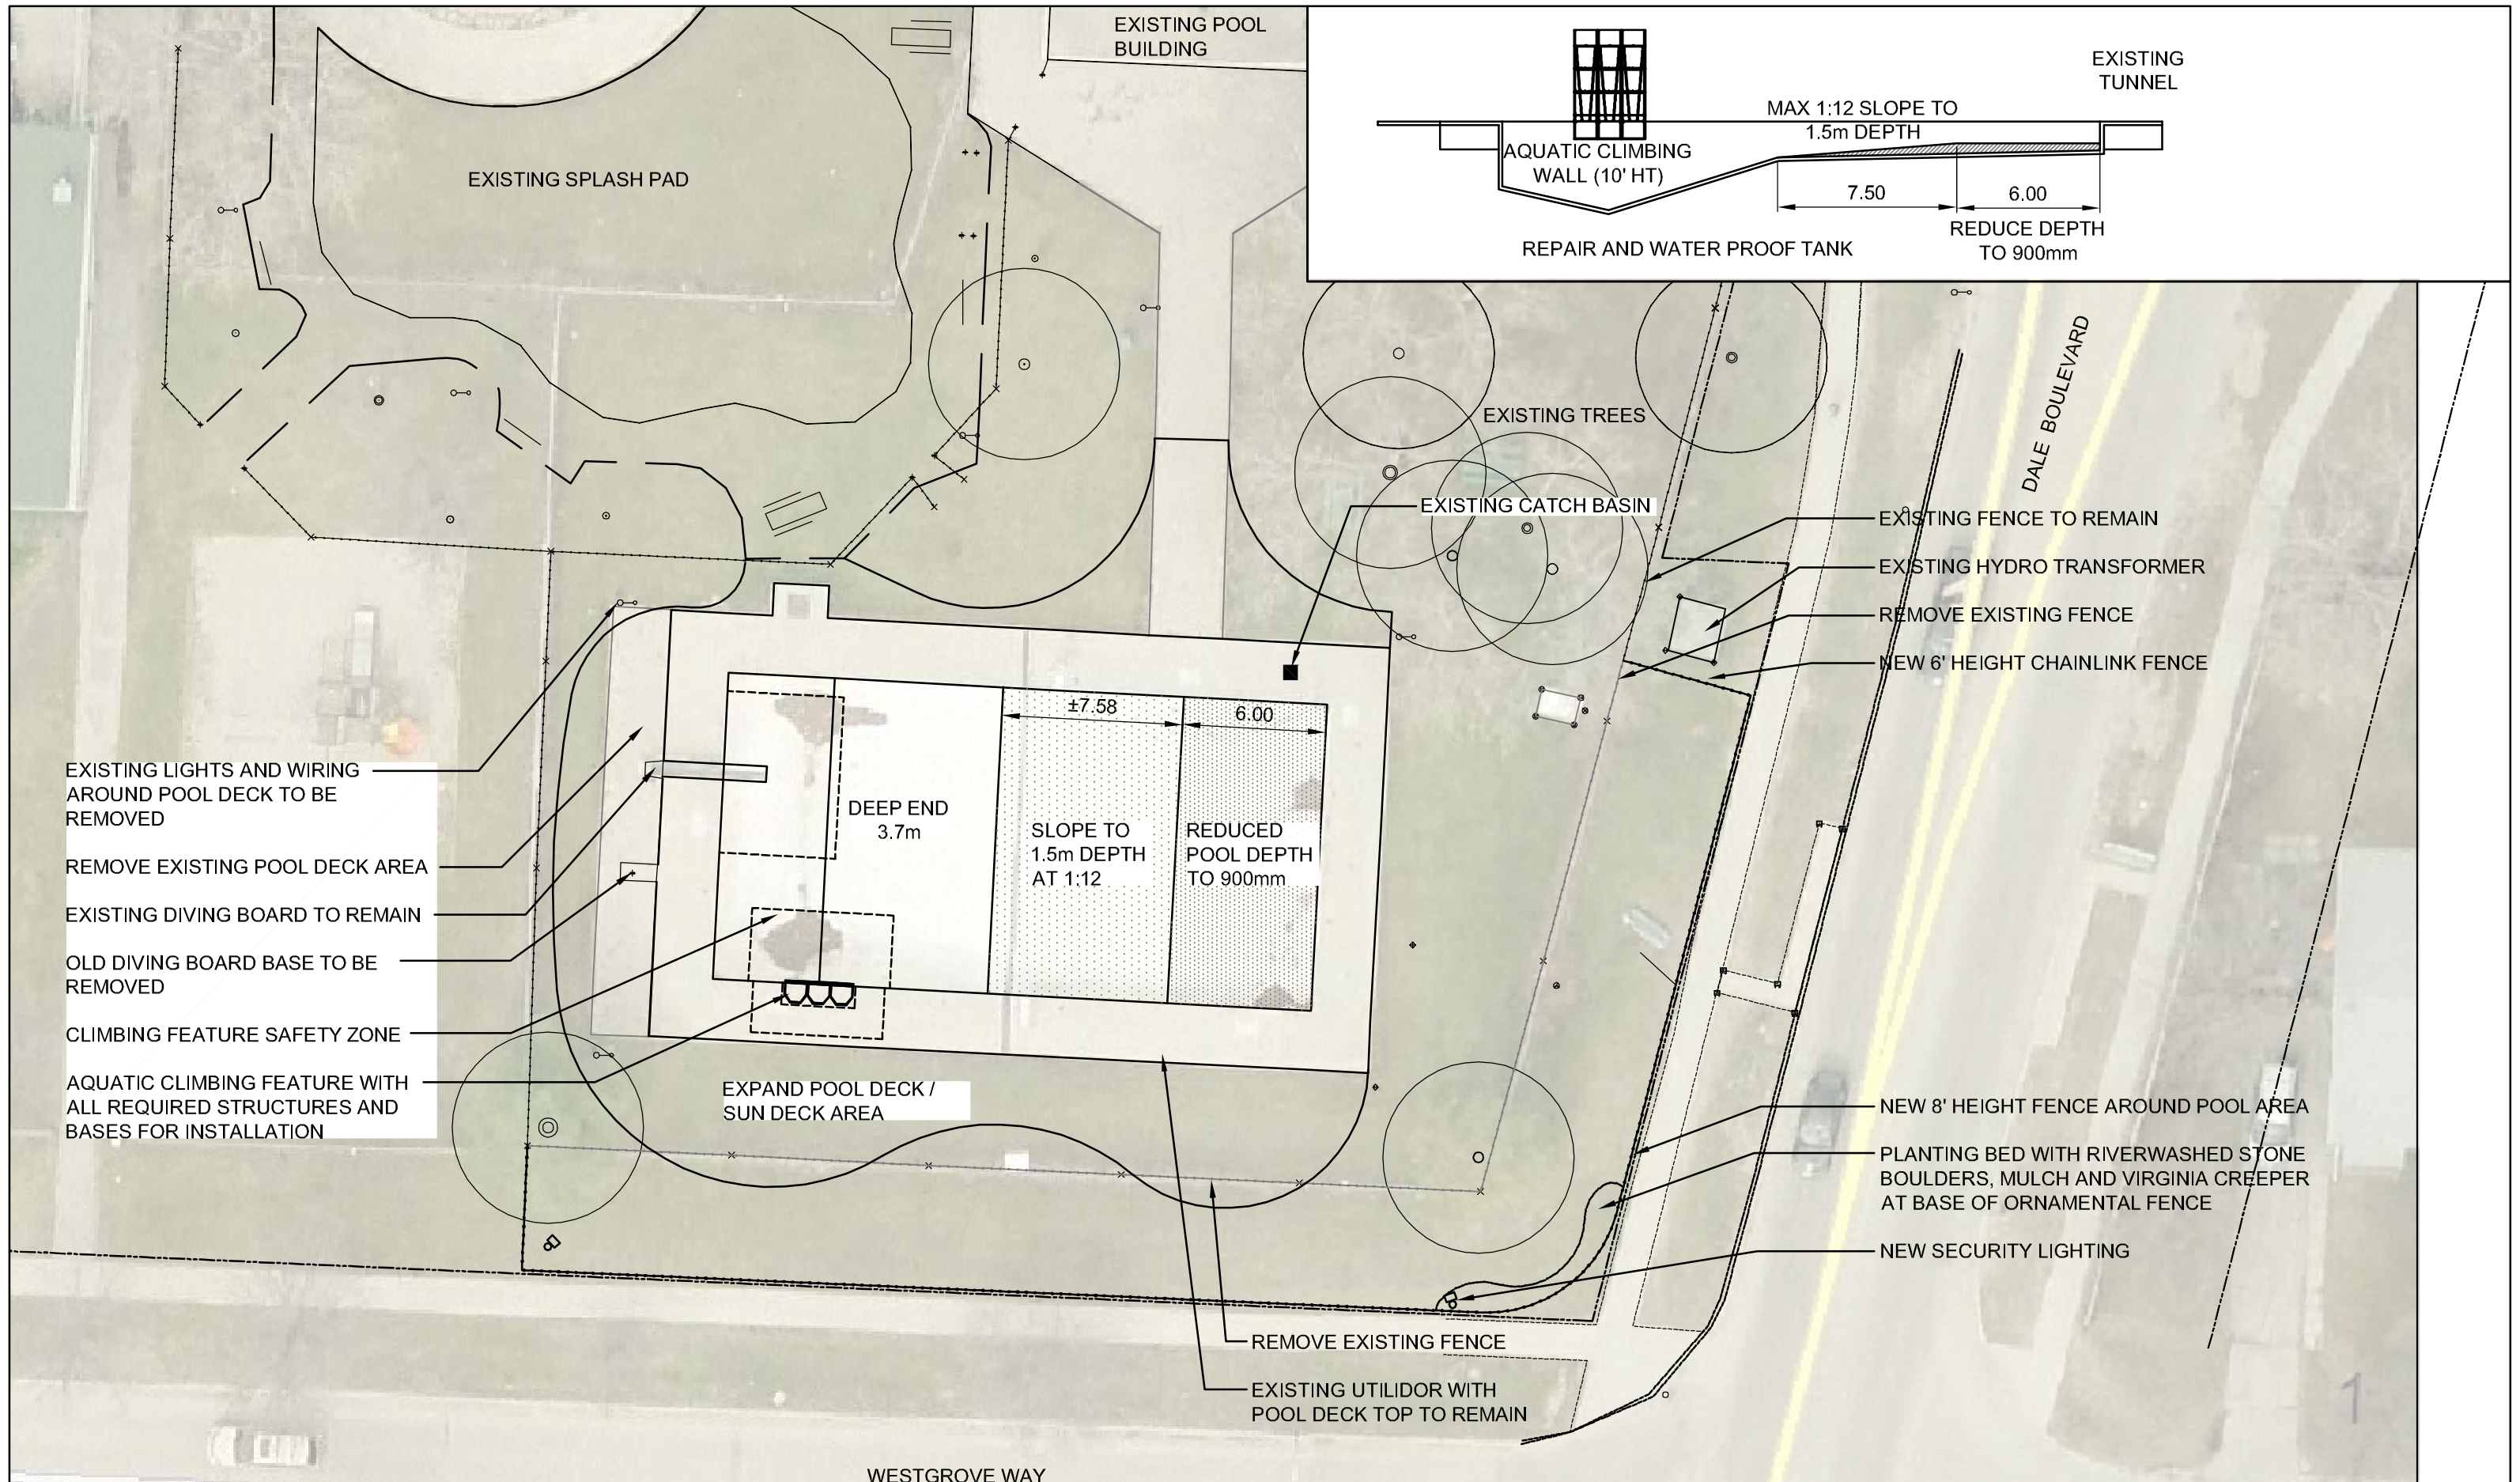 EXISTING POOL
BUILDING
EXISTING
TUNNEL
MAX 1:12 SLOPE TO
1.5m DEPTH
AQUATIC CLIMBING
WALL (10' HT)
7.50
6.00
REDUCE DEPTH
TO 900mm
REPAIR AND WATER PROOF TANK
EXISTING SPLASH PAD
EXISTING TREES
DALE BOULEVARD
EXISTING CATCH BASIN
EXISTING FENCE TO REMAIN
EXISTING HYDRO TRANSFORMER
REMOVE EXISTING FENCE
NEW 6' HEIGHT CHAINLINK FENCE
±7.58
6.00
DEEP END
3.7m
SLOPE TO
1.5m DEPTH
AT 1:12
REDUCED
POOL DEPTH
TO 900mm
EXISTING LIGHTS AND WIRING
AROUND POOL DECK TO BE
REMOVED
REMOVE EXISTING POOL DECK AREA
EXISTING DIVING BOARD TO REMAIN
OLD DIVING BOARD BASE TO BE
REMOVED
CLIMBING FEATURE SAFETY ZONE
AQUATIC CLIMBING FEATURE WITH
ALL REQUIRED STRUCTURES AND
BASES FOR INSTALLATION
EXPAND POOL DECK /
SUN DECK AREA
NEW 8' HEIGHT FENCE AROUND POOL AREA
PLANTING BED WITH RIVERWASHED STONE
BOULDERS, MULCH AND VIRGINIA CREEPER
AT BASE OF ORNAMENTAL FENCE
NEW SECURITY LIGHTING
REMOVE EXISTING FENCE
EXISTING UTILIDOR WITH
POOL DECK TOP TO REMAIN
1
WESTGROVE WAY